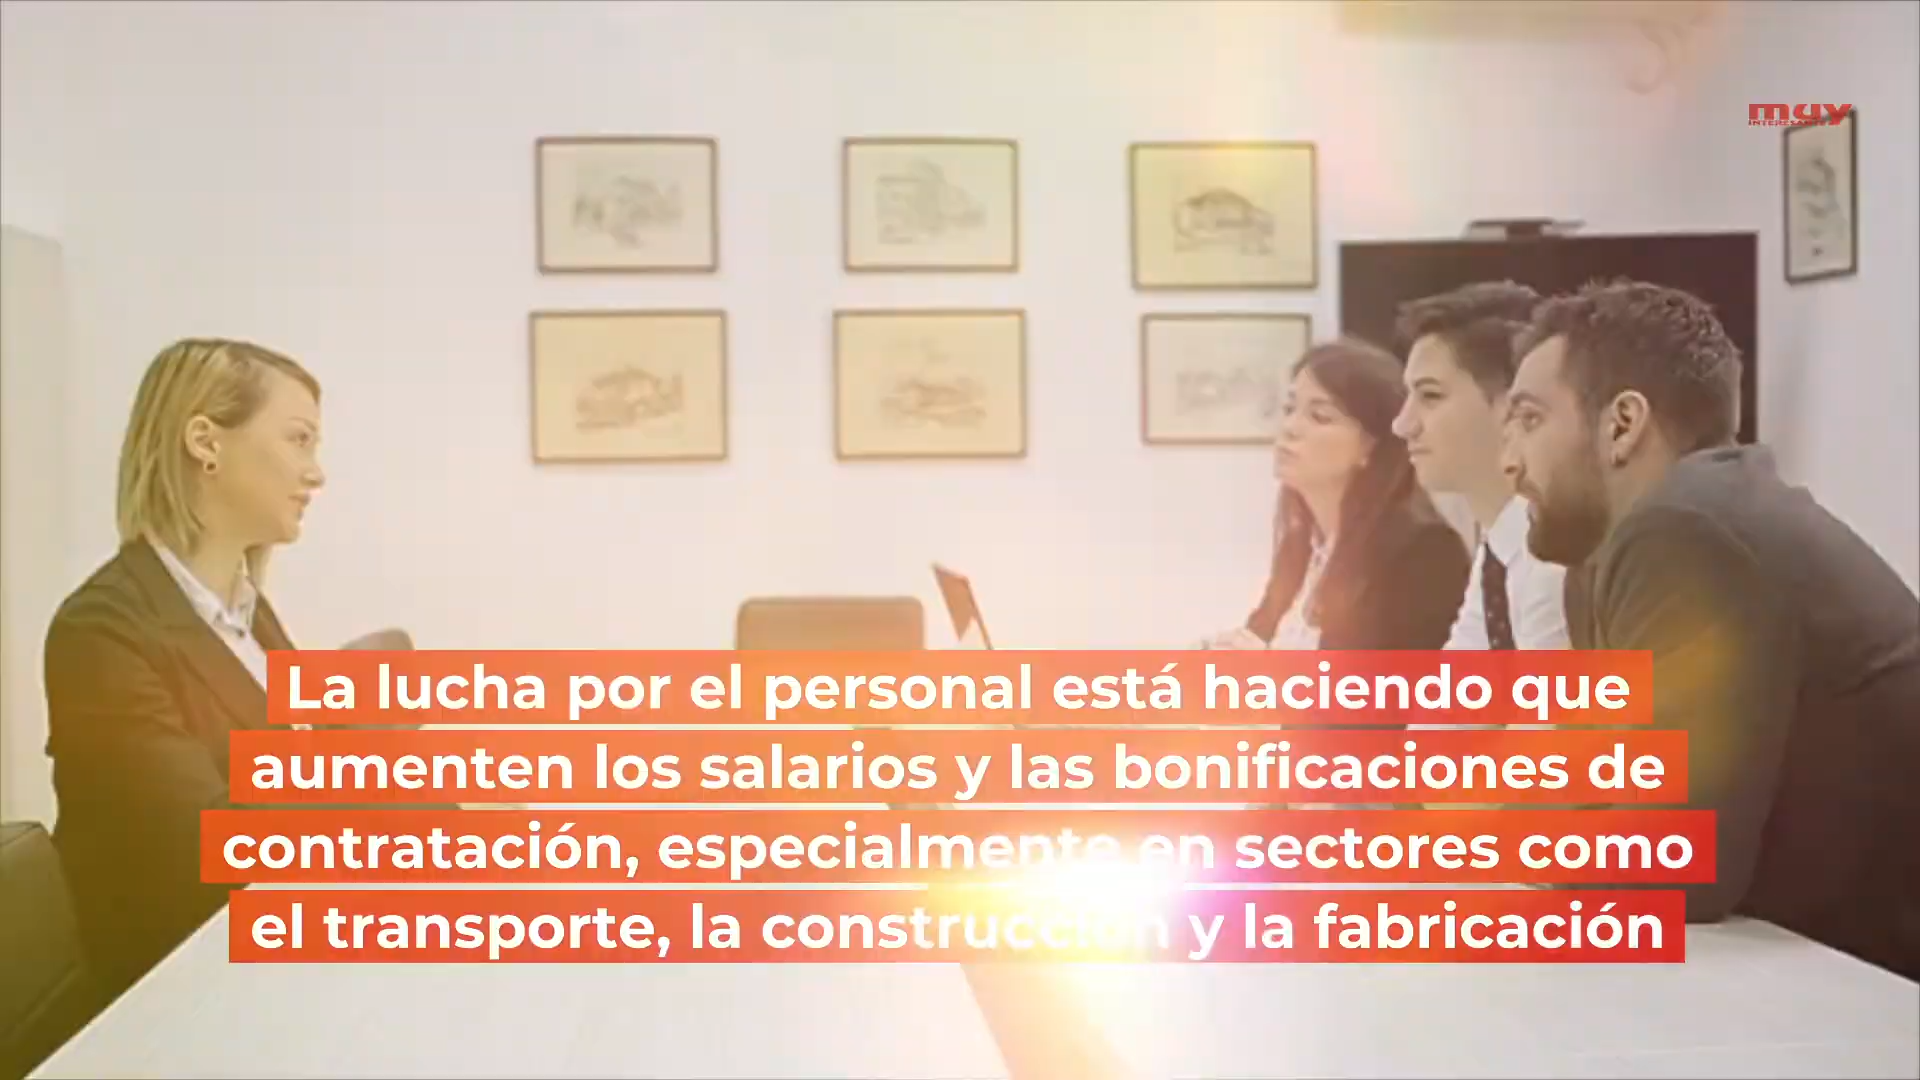 muy
INTERESANTE
La lucha por el personal está haciendo que
aumenten los salarios y las bonificaciones de
contratación, especialmente en sectores como
el transporte, la construcción y la fabricación